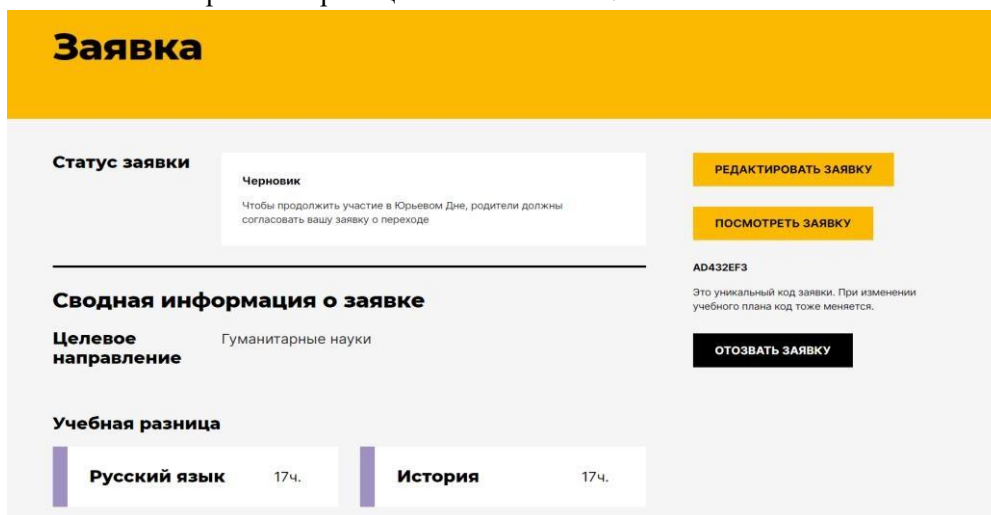 Заявка
Статус заявки
Черновик
Чтобы продолжить участие в Юрьевом Дне, родители должны
согласовать вашу заявку о переходе
РЕДАКТИРОВАТЬ ЗАЯВКУ
ПОСМОТРЕТЬ ЗАЯВКУ
AD432EF3
Это уникальный код заявки. При изменении
учебного плана код тоже меняется.
ОТОЗВАТЬ ЗАЯВКУ
Сводная информация о заявке
Целевое
направление
Гуманитарные науки
Учебная разница
Русский язык 17ч.
История 17ч.